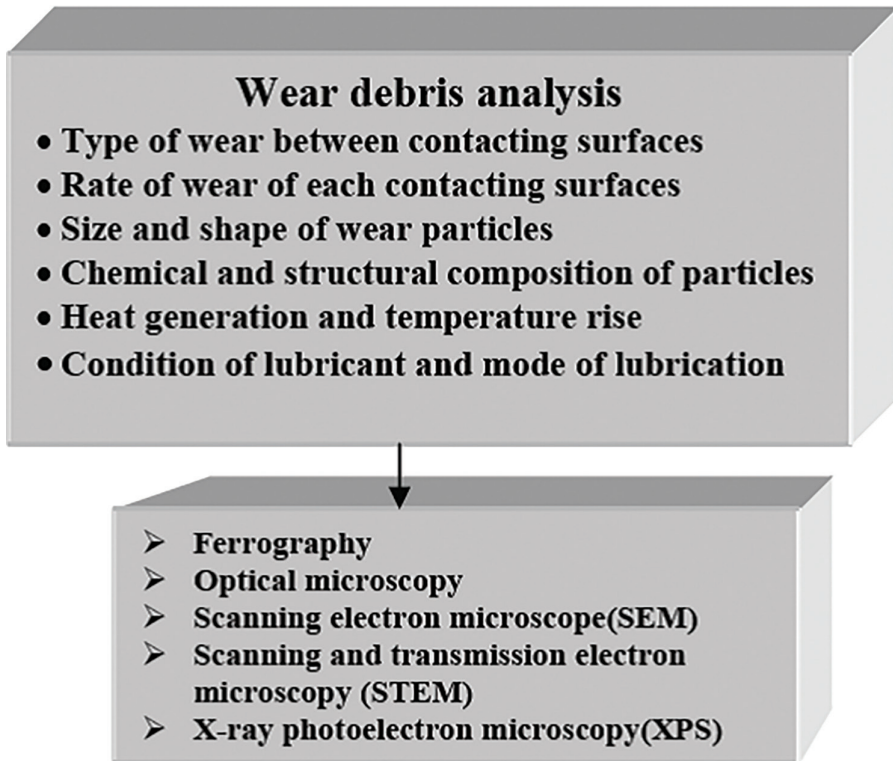 Wear debris analysis
• Type of wear between contacting surfaces
• Rate of wear of each contacting surfaces
• Size and shape of wear particles
• Chemical and structural composition of particles
• Heat generation and temperature rise
• Condition of lubricant and mode of lubrication
➢ Ferrography
➢ Optical microscopy
➢ Scanning electron microscope(SEM)
➢ Scanning and transmission electron
microscopy (STEM)
➢ X-ray photoelectron microscopy(XPS)